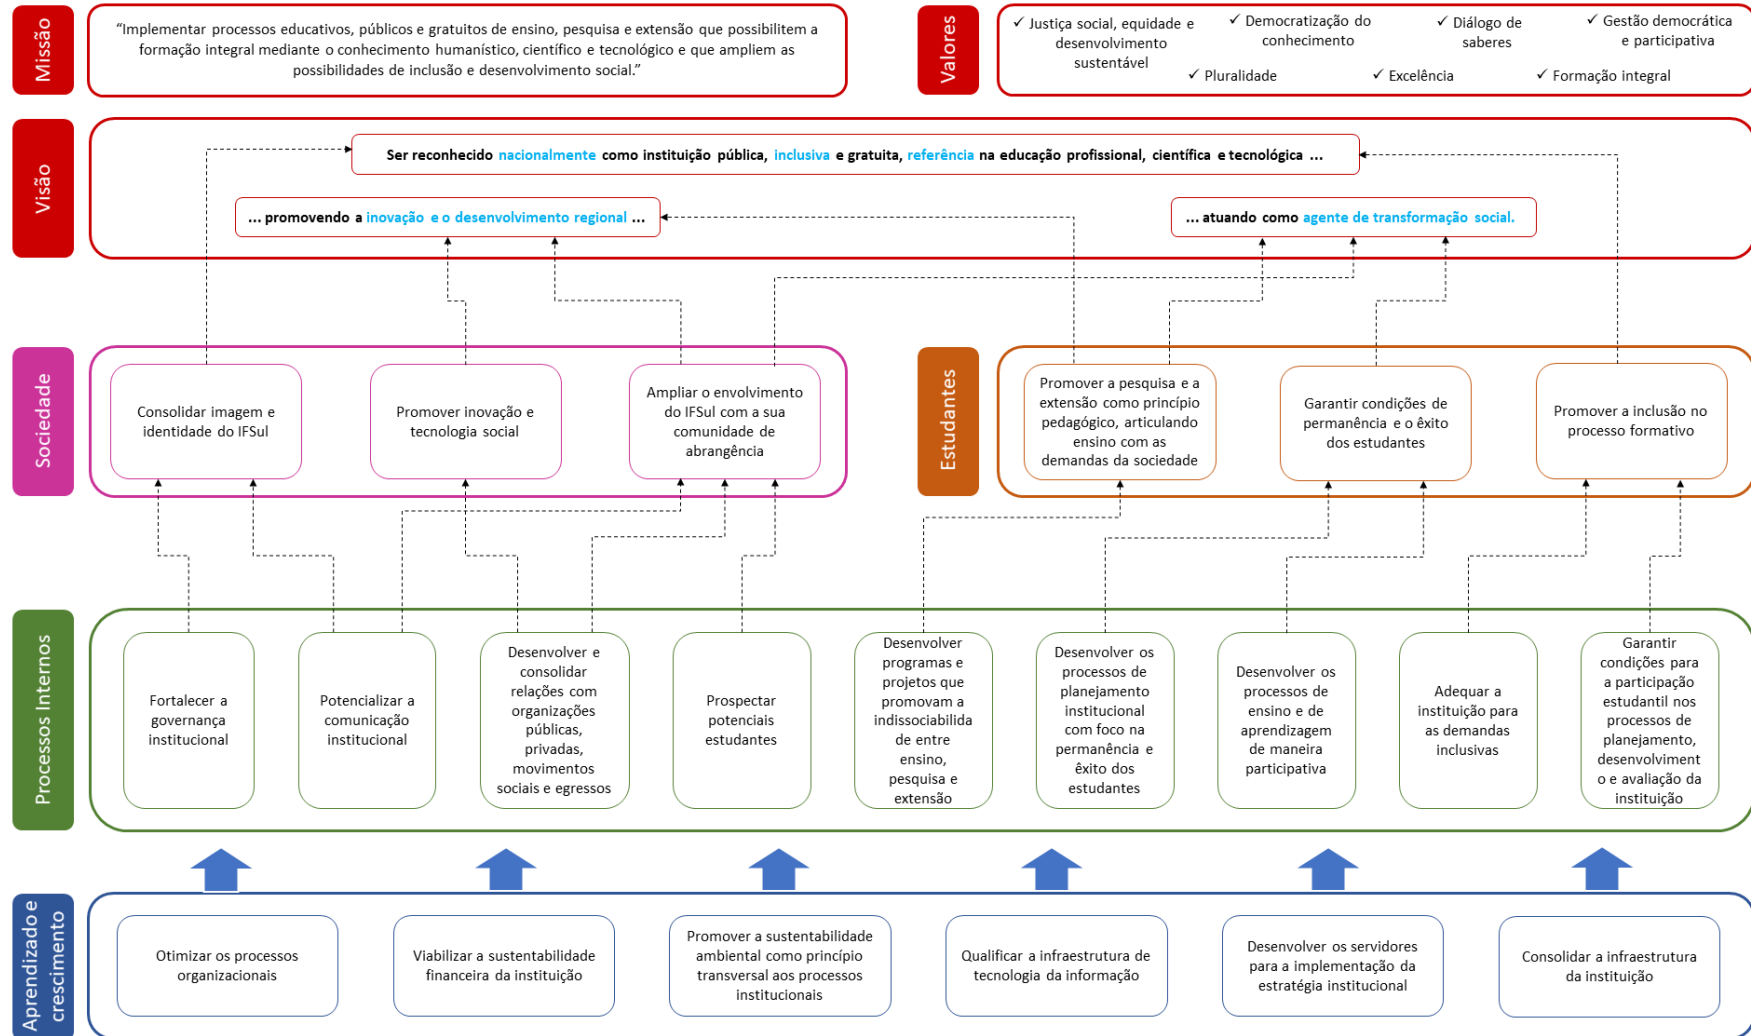 Missão
“Implementar processos educativos, públicos e gratuitos de ensino, pesquisa e extensão que possibilitem a
formação integral mediante o conhecimento humanístico, científico e tecnológico e que ampliem as
possibilidades de inclusão e desenvolvimento social.”
Valores
✓ Justiça social, equidade e
desenvolvimento
sustentável
✓ Democratização do
conhecimento
✓ Diálogo de
saberes
✓ Gestão democrática
e participativa
✓ Pluralidade
✓ Excelência
✓ Formação integral
Visão
Ser reconhecido nacionalmente como instituição pública, inclusiva e gratuita, referência na educação profissional, científica e tecnológica ...
... promovendo a inovação e o desenvolvimento regional ...
... atuando como agente de transformação social.
Sociedade
Consolidar imagem e
identidade do IFSul
Promover inovação e
tecnologia social
Ampliar o envolvimento
do IFSul com a sua
comunidade de
abrangência
Estudantes
Promover a pesquisa e a
extensão como princípio
pedagógico, articulando
ensino com as
demandas da sociedade
Garantir condições de
permanência e o êxito
dos estudantes
Promover a inclusão no
processo formativo
Processos Internos
Fortalecer a
governança
institucional
Potencializar a
comunicação
institucional
Desenvolver e
consolidar
relações com
organizações
públicas,
privadas,
movimentos
sociais e egressos
Prospectar
potenciais
estudantes
Desenvolver
programas e
projetos que
promovam a
indissociabilida
de entre
ensino,
pesquisa e
extensão
Desenvolver os
processos de
planejamento
institucional
com foco na
permanência e
êxito dos
estudantes
Desenvolver os
processos de
ensino e de
aprendizagem
de maneira
participativa
Adequar a
instituição para
as demandas
inclusivas
Garantir
condições para
a participação
estudantil nos
processos de
planejamento,
desenvolviment
o e avaliação da
instituição
Aprendizado e
crescimento
Otimizar os processos
organizacionais
Viabilizar a sustentabilidade
financeira da instituição
Promover a sustentabilidade
ambiental como princípio
transversal aos processos
institucionais
Qualificar a infraestrutura de
tecnologia da informação
Desenvolver os servidores
para a implementação da
estratégia institucional
Consolidar a infraestrutura
da instituição